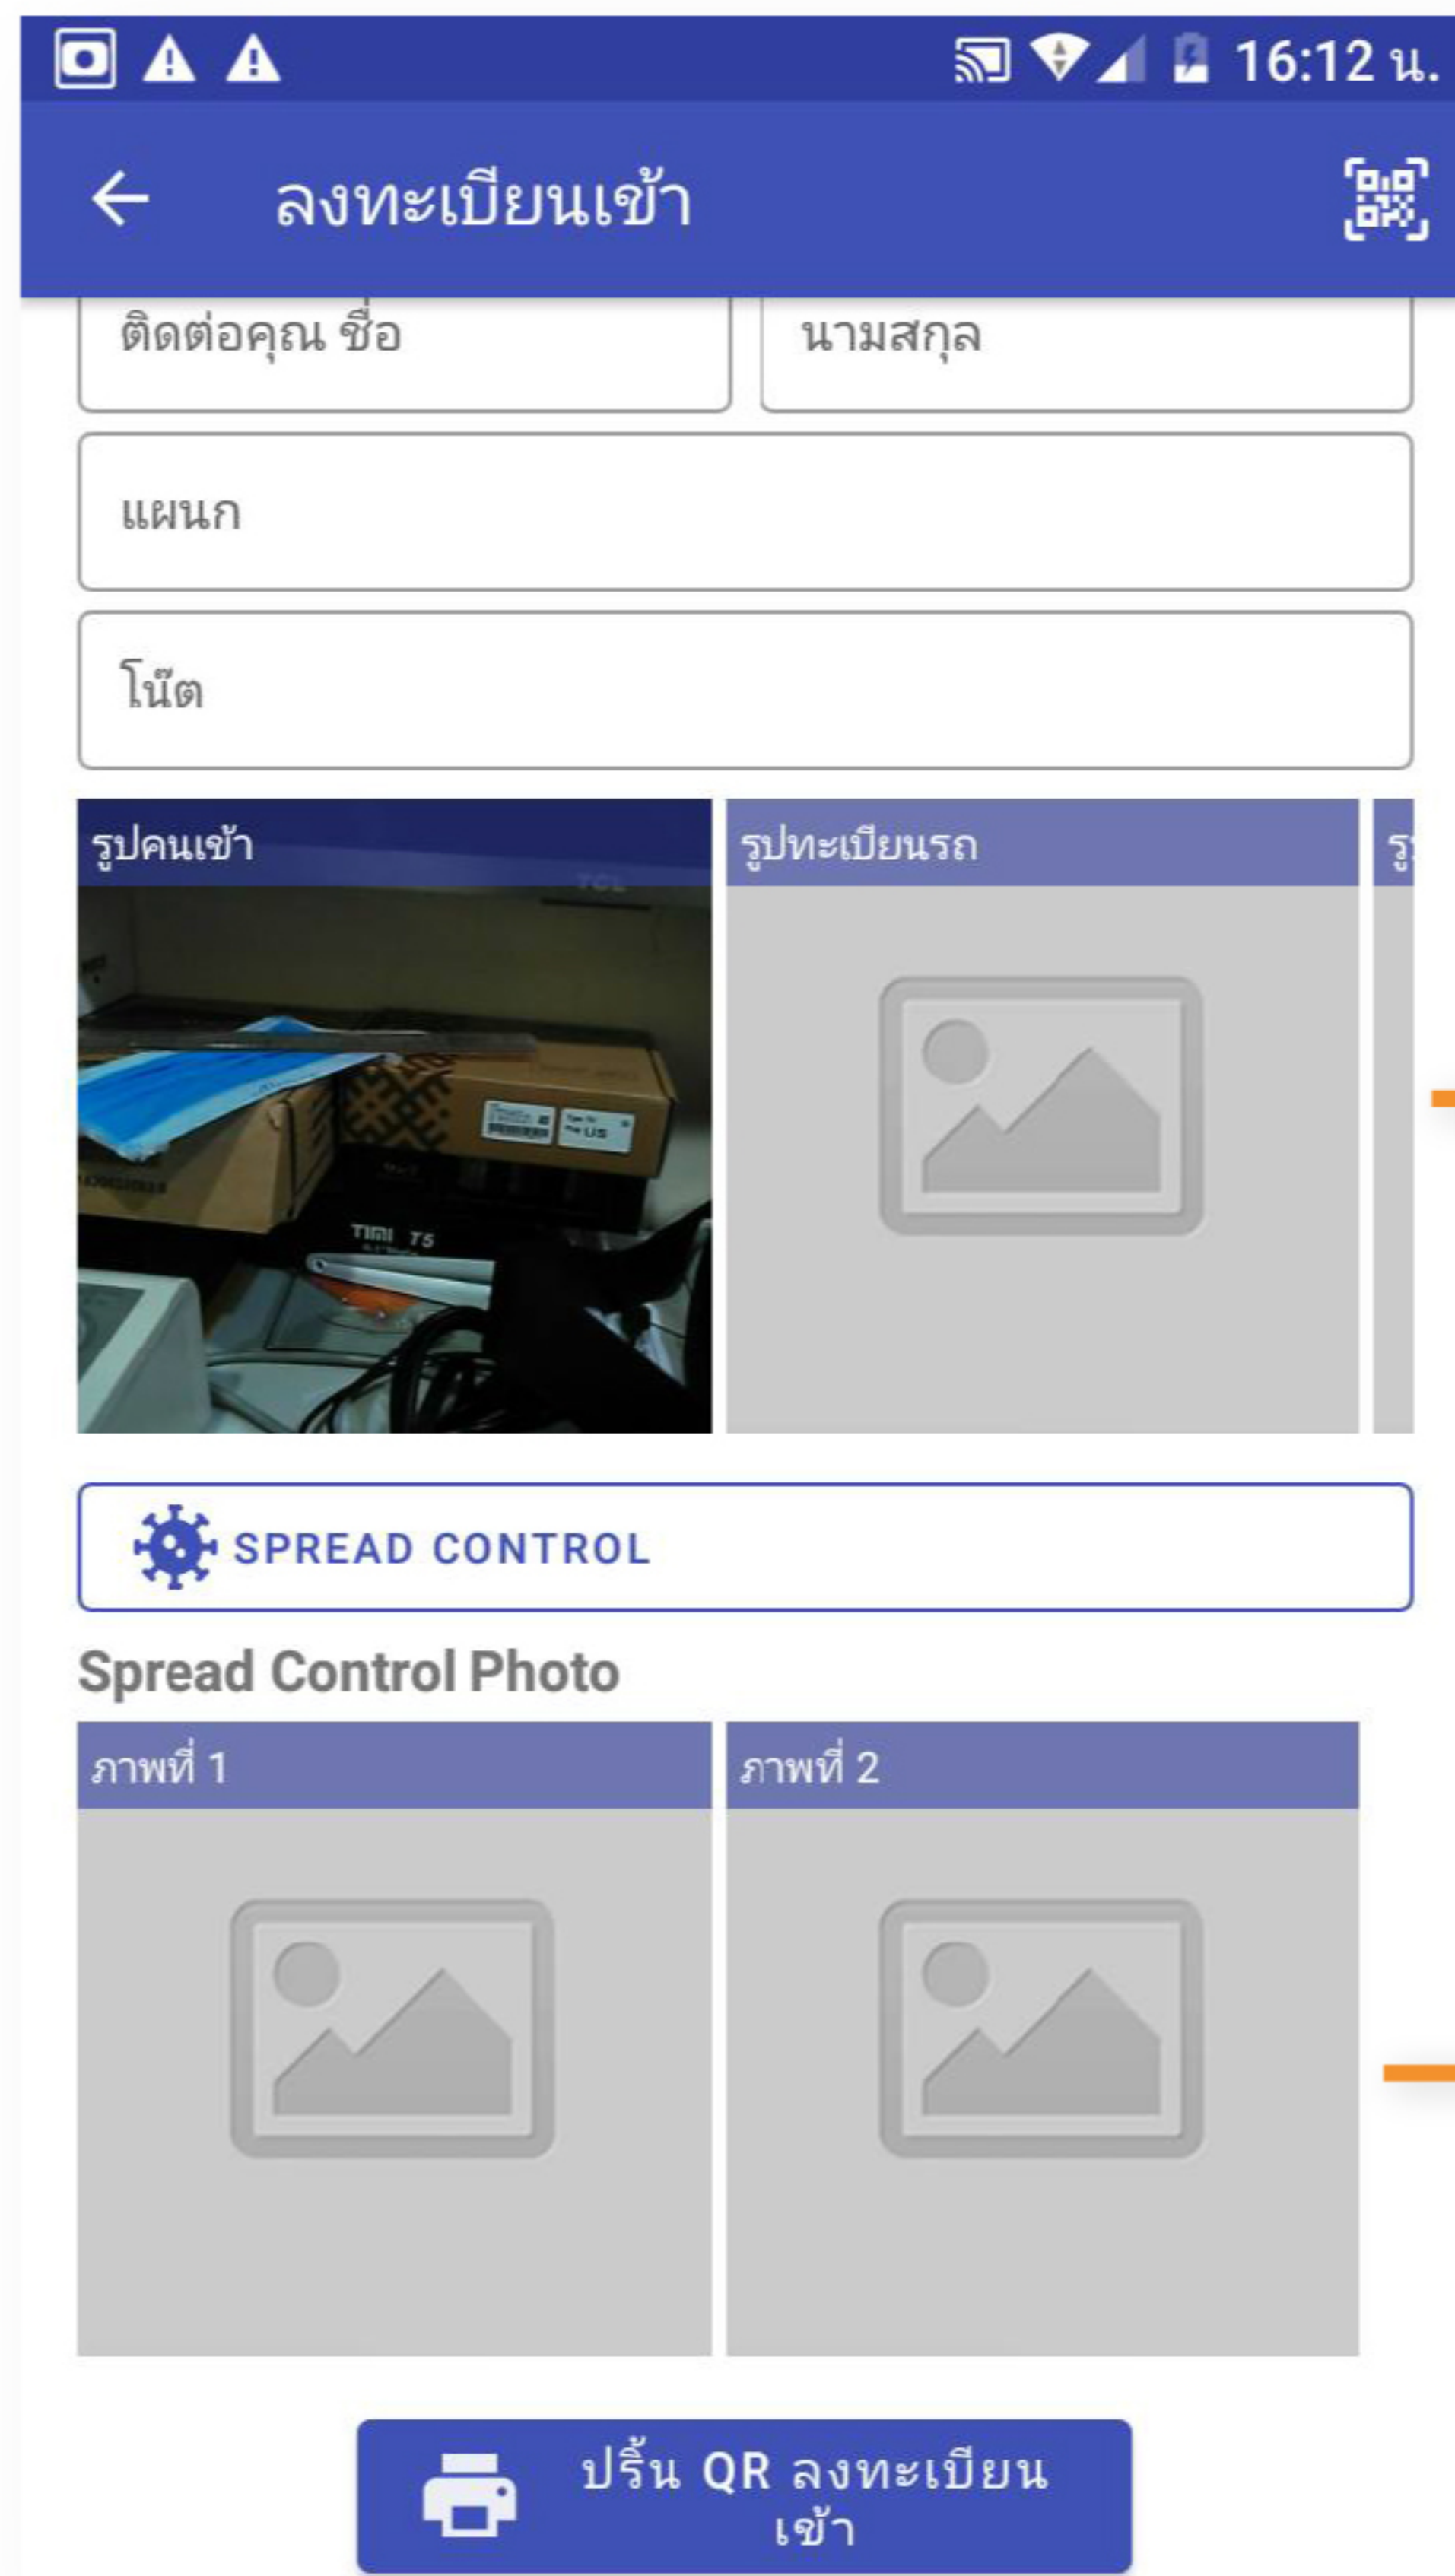 16:12 น.
ลงทะเบียนเข้า
ติดต่อคุณ ชื่อ
นามสกุล
แผนก
โน๊ต
รูปคนเข้า
รูปทะเบียนรถ
TCL
TIMI T5
US
SPREAD CONTROL
Spread Control Photo
ภาพที่ 1
ภาพที่ 2
ปริ้น QR ลงทะเบียน
เข้า